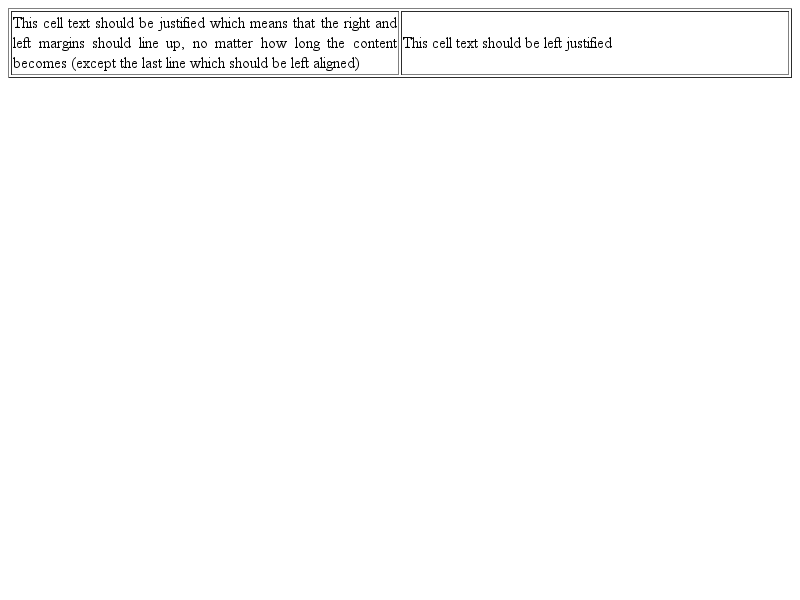 This cell text should be justified which means that the right and
left margins should line up, no matter how long the content
becomes (except the last line which should be left aligned)
This cell text should be left justified